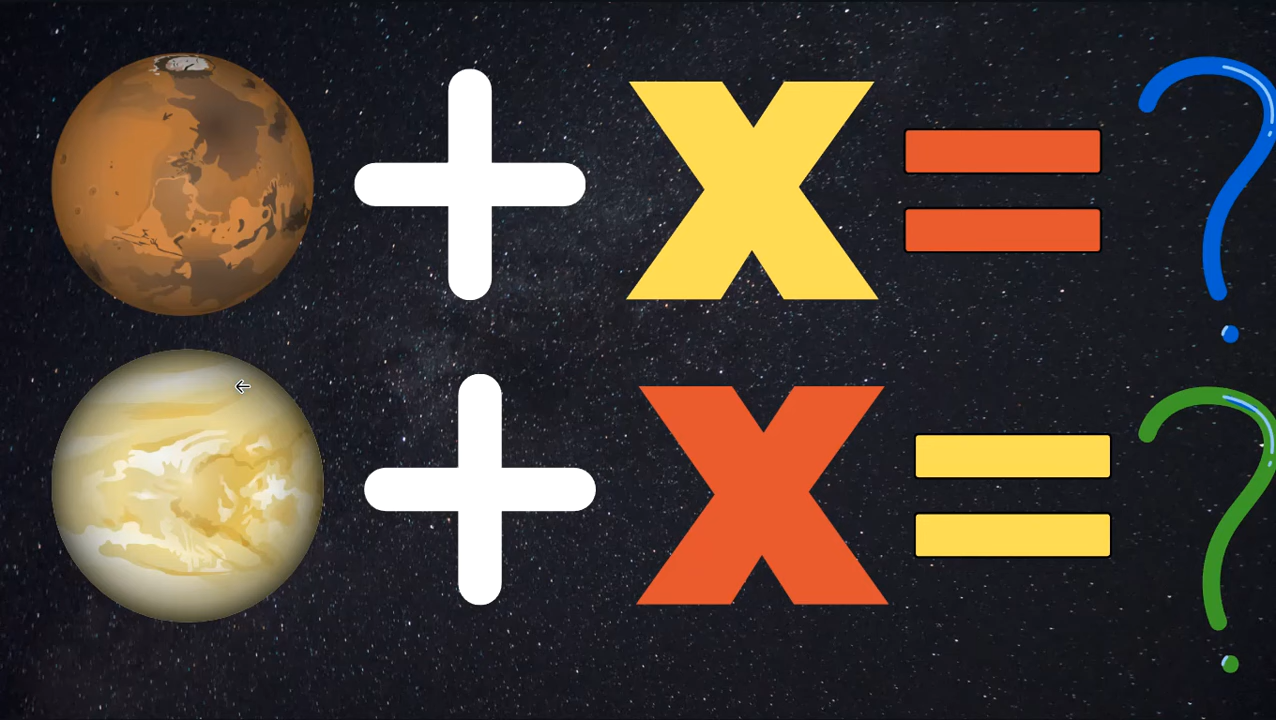 + X = ?
+ X = ?